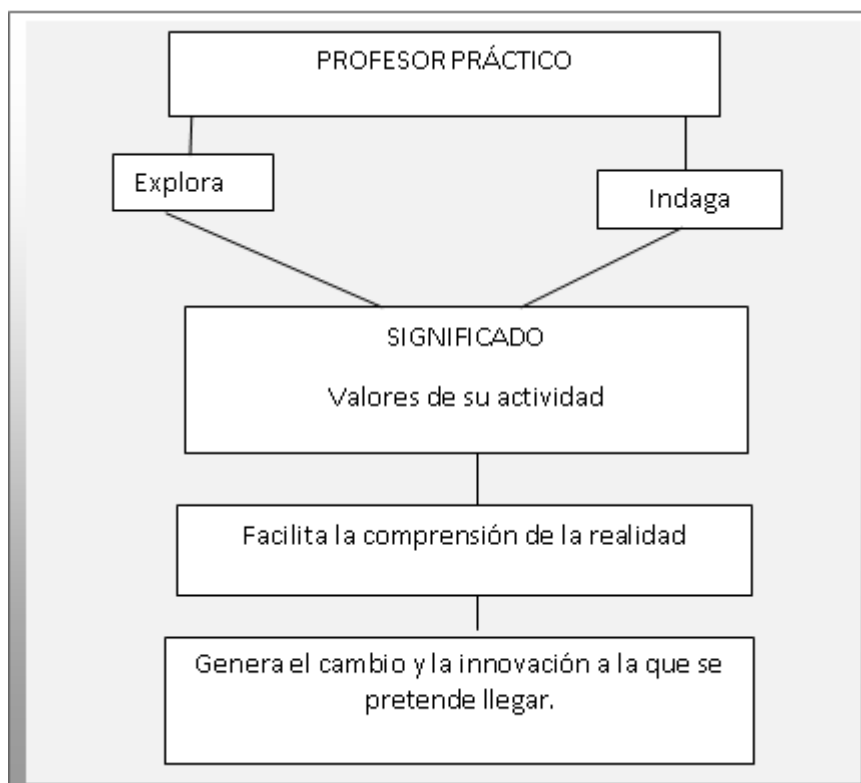 PROFESOR PRÁCTICO
Explora
Indaga
SIGNIFICADO
Valores de su actividad
Facilita la comprensión de la realidad
Genera el cambio y la innovación a la que se
pretende llegar.